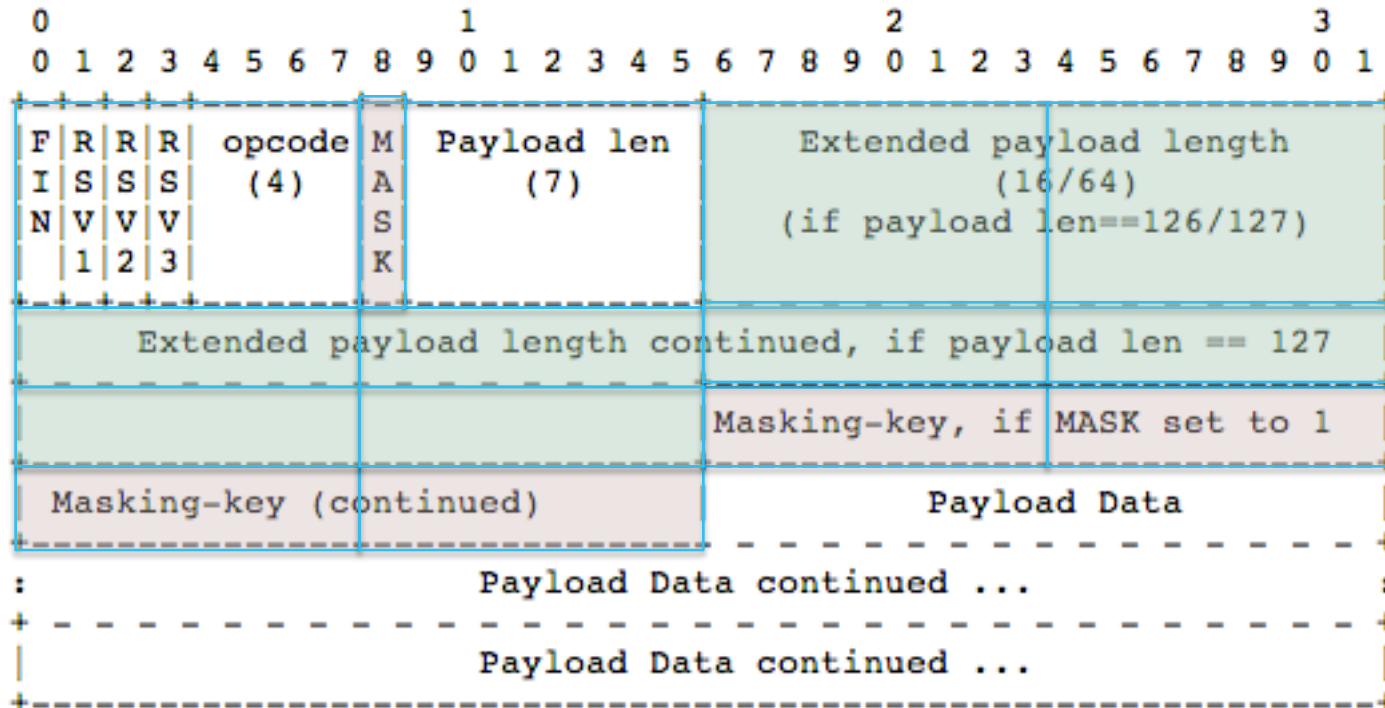 0 1 2 3
0 1 2 3 4 5 6 7 8 9 0 1 2 3 4 5 6 7 8 9 0 1 2 3 4 5 6 7 8 9 0 1
+-+-+-+-+-------+-+-------------+-------------------------------+
|F|R|R|R| opcode|M| Payload len | Extended payload length |
|I|S|S|S| (4) |A| (7) | (16/64) |
|N|V|V|V| |S| | (if payload len==126/127) |
| |1|2|3| |K| | |
+-+-+-+-+-------+-+-------------+ - - - - - - - - - - - - - - - +
| Extended payload length continued, if payload len == 127 |
+ - - - - - - - - - - - - - - - +-------------------------------+
| |Masking-key, if MASK set to 1 |
+-------------------------------+-------------------------------+
| Masking-key (continued) | Payload Data |
+-------------------------------- - - - - - - - - - - - - - - - +
: Payload Data continued ... :
+ - - - - - - - - - - - - - - - - - - - - - - - - - - - - - - - +
| Payload Data continued ... |
+---------------------------------------------------------------+